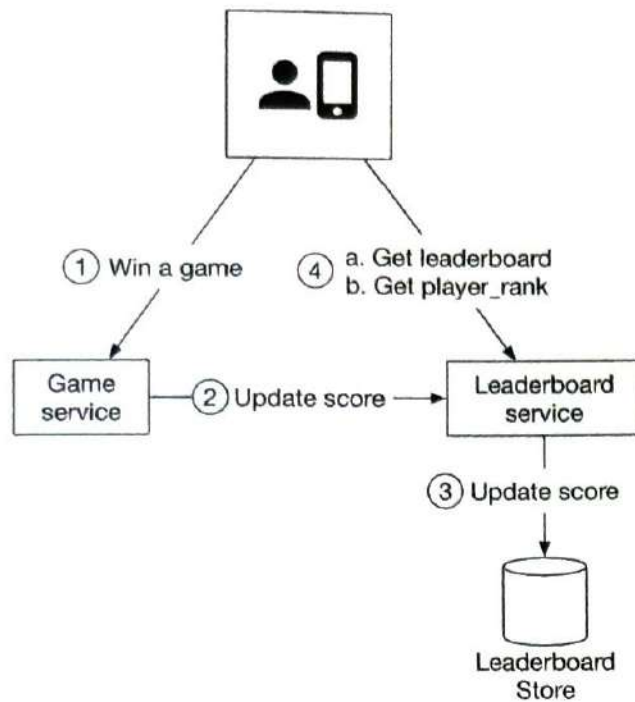 1 Win a game
4 a. Get leaderboard
b. Get player_rank
Game
service
2 Update score
Leaderboard
service
3 Update score
Leaderboard
Store